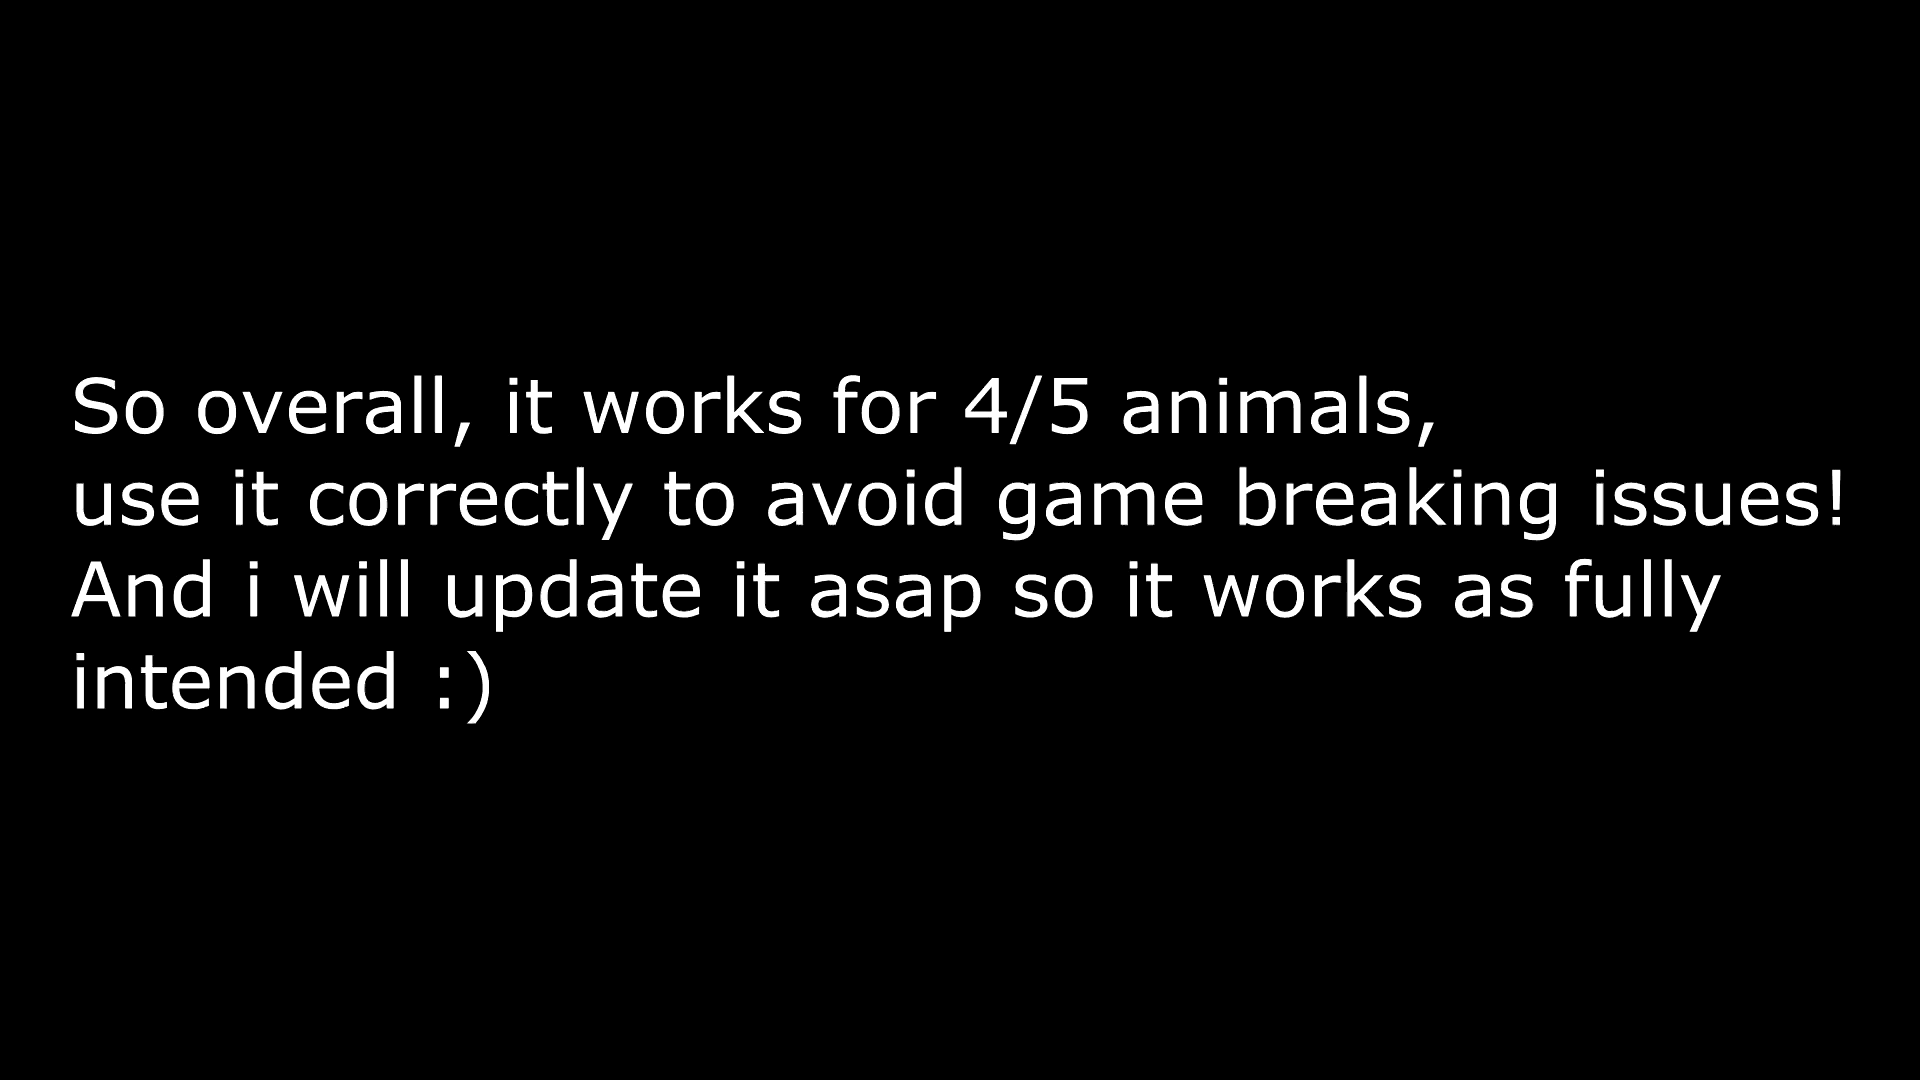 So overall, it works for 4/5 animals,
use it correctly to avoid game breaking issues!
And i will update it asap so it works as fully
intended :)